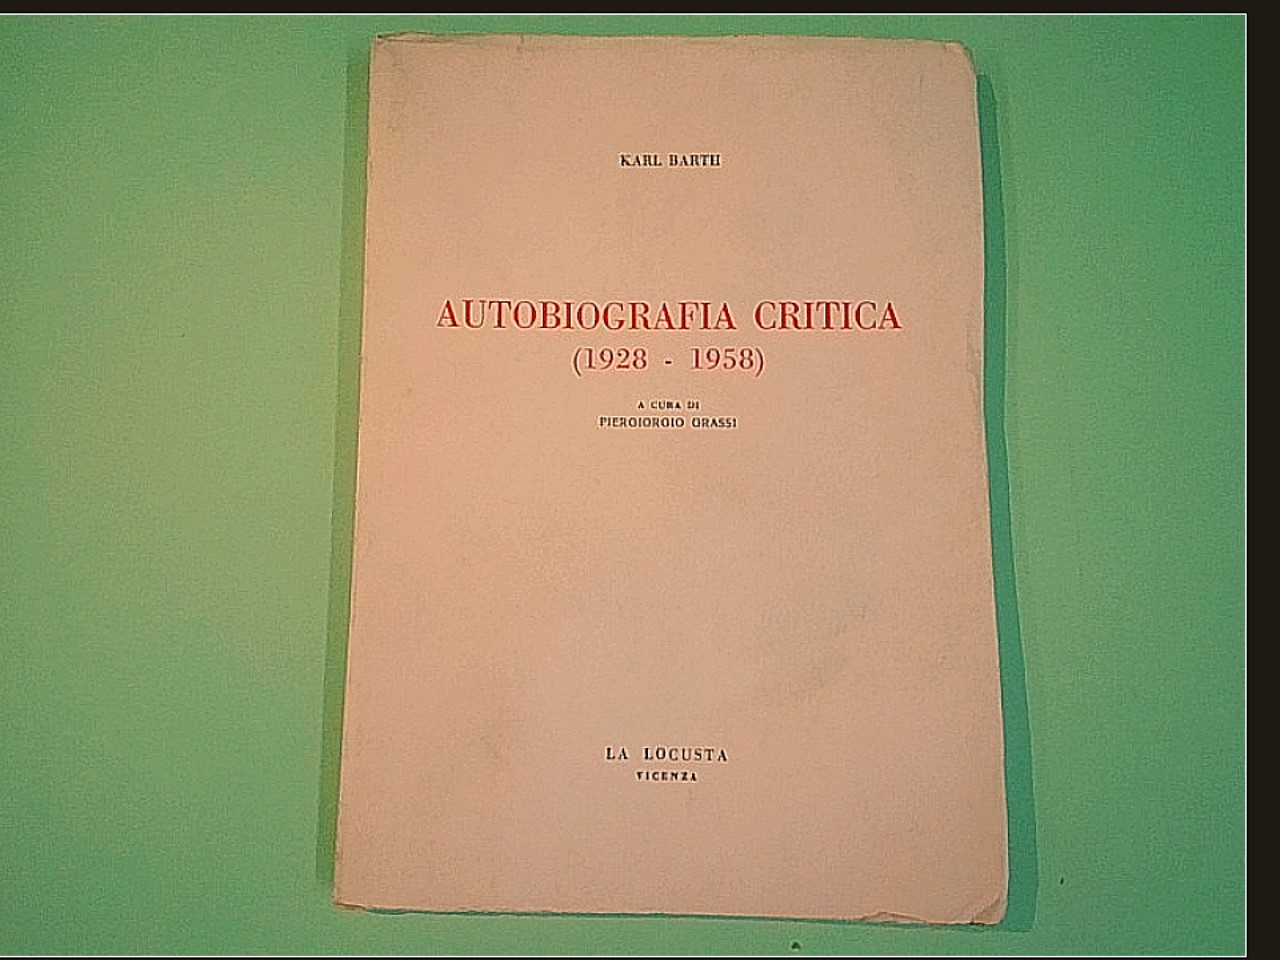 KARL BARTH
AUTOBIOGRAFIA CRITICA
(1928 - 1958)
A CURA DI
PIERGIORGIO GRASSI
LA LOCUSTA
VICENZA